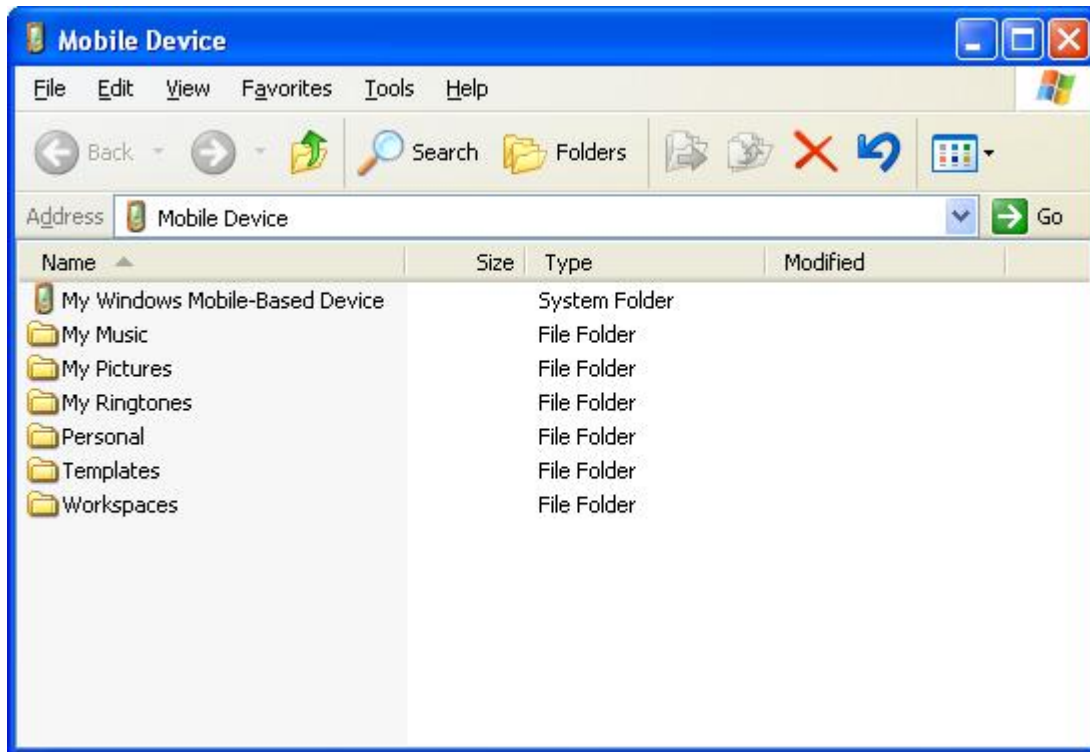 Mobile Device
File Edit View Favorites Tools Help
Back Search Folders
Address Mobile Device Go
Name Size Type Modified
My Windows Mobile-Based Device System Folder
My Music File Folder
My Pictures File Folder
My Ringtones File Folder
Personal File Folder
Templates File Folder
Workspaces File Folder